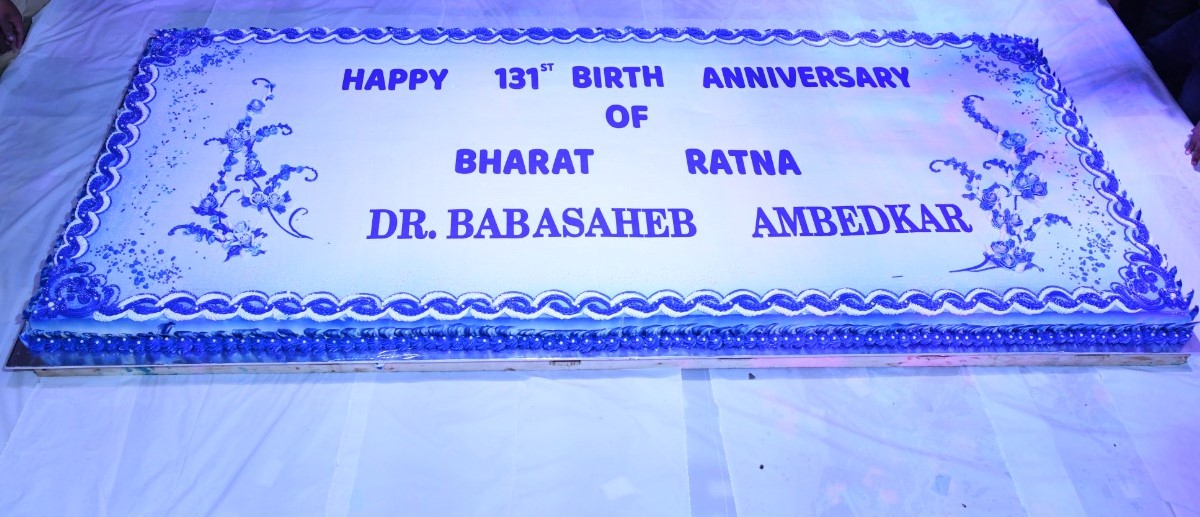 HAPPY 131ST BIRTH ANNIVERSARY
OF
BHARAT RATNA
DR. BABASAHEB AMBEDKAR